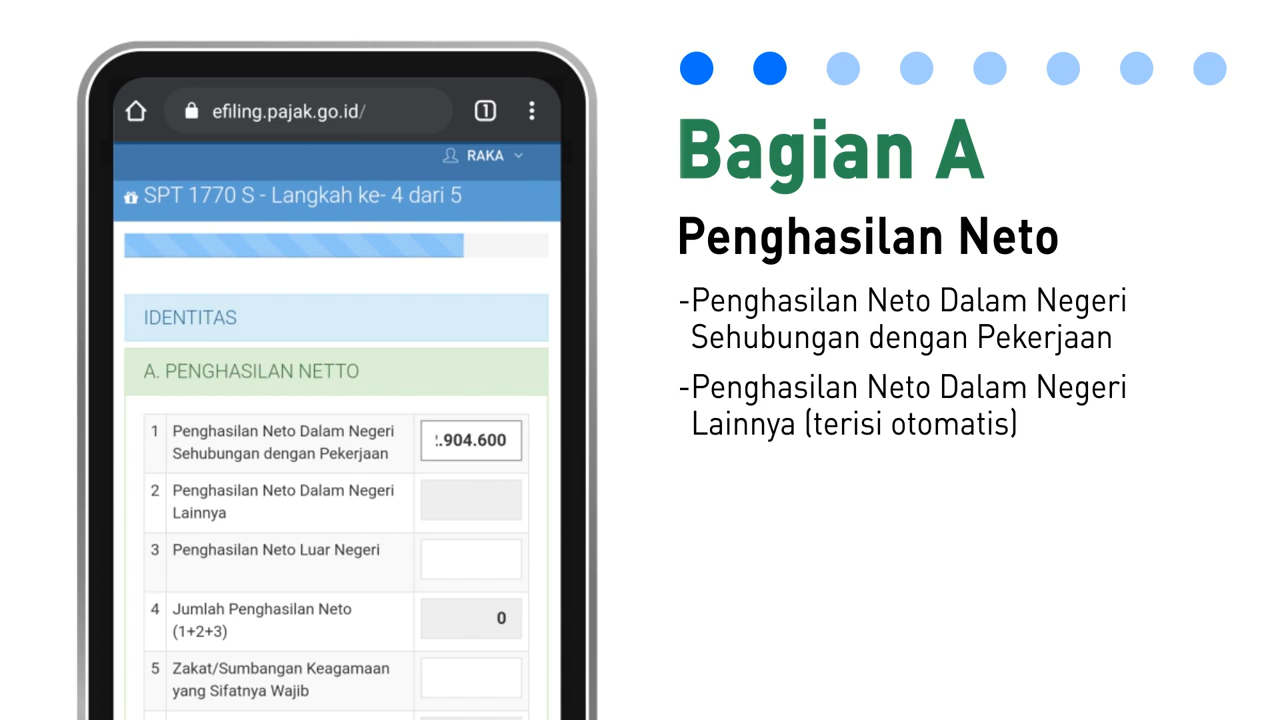 efiling.pajak.go.id/
1
RAKA
SPT 1770 S - Langkah ke- 4 dari 5
IDENTITAS
A. PENGHASILAN NETTO
1 Penghasilan Neto Dalam Negeri
Sehubungan dengan Pekerjaan
.904.600
2 Penghasilan Neto Dalam Negeri
Lainnya
3 Penghasilan Neto Luar Negeri
4 Jumlah Penghasilan Neto
(1+2+3)
0
5 Zakat/Sumbangan Keagamaan
yang Sifatnya Wajib
Bagian A
Penghasilan Neto
-Penghasilan Neto Dalam Negeri
Sehubungan dengan Pekerjaan
-Penghasilan Neto Dalam Negeri
Lainnya (terisi otomatis)